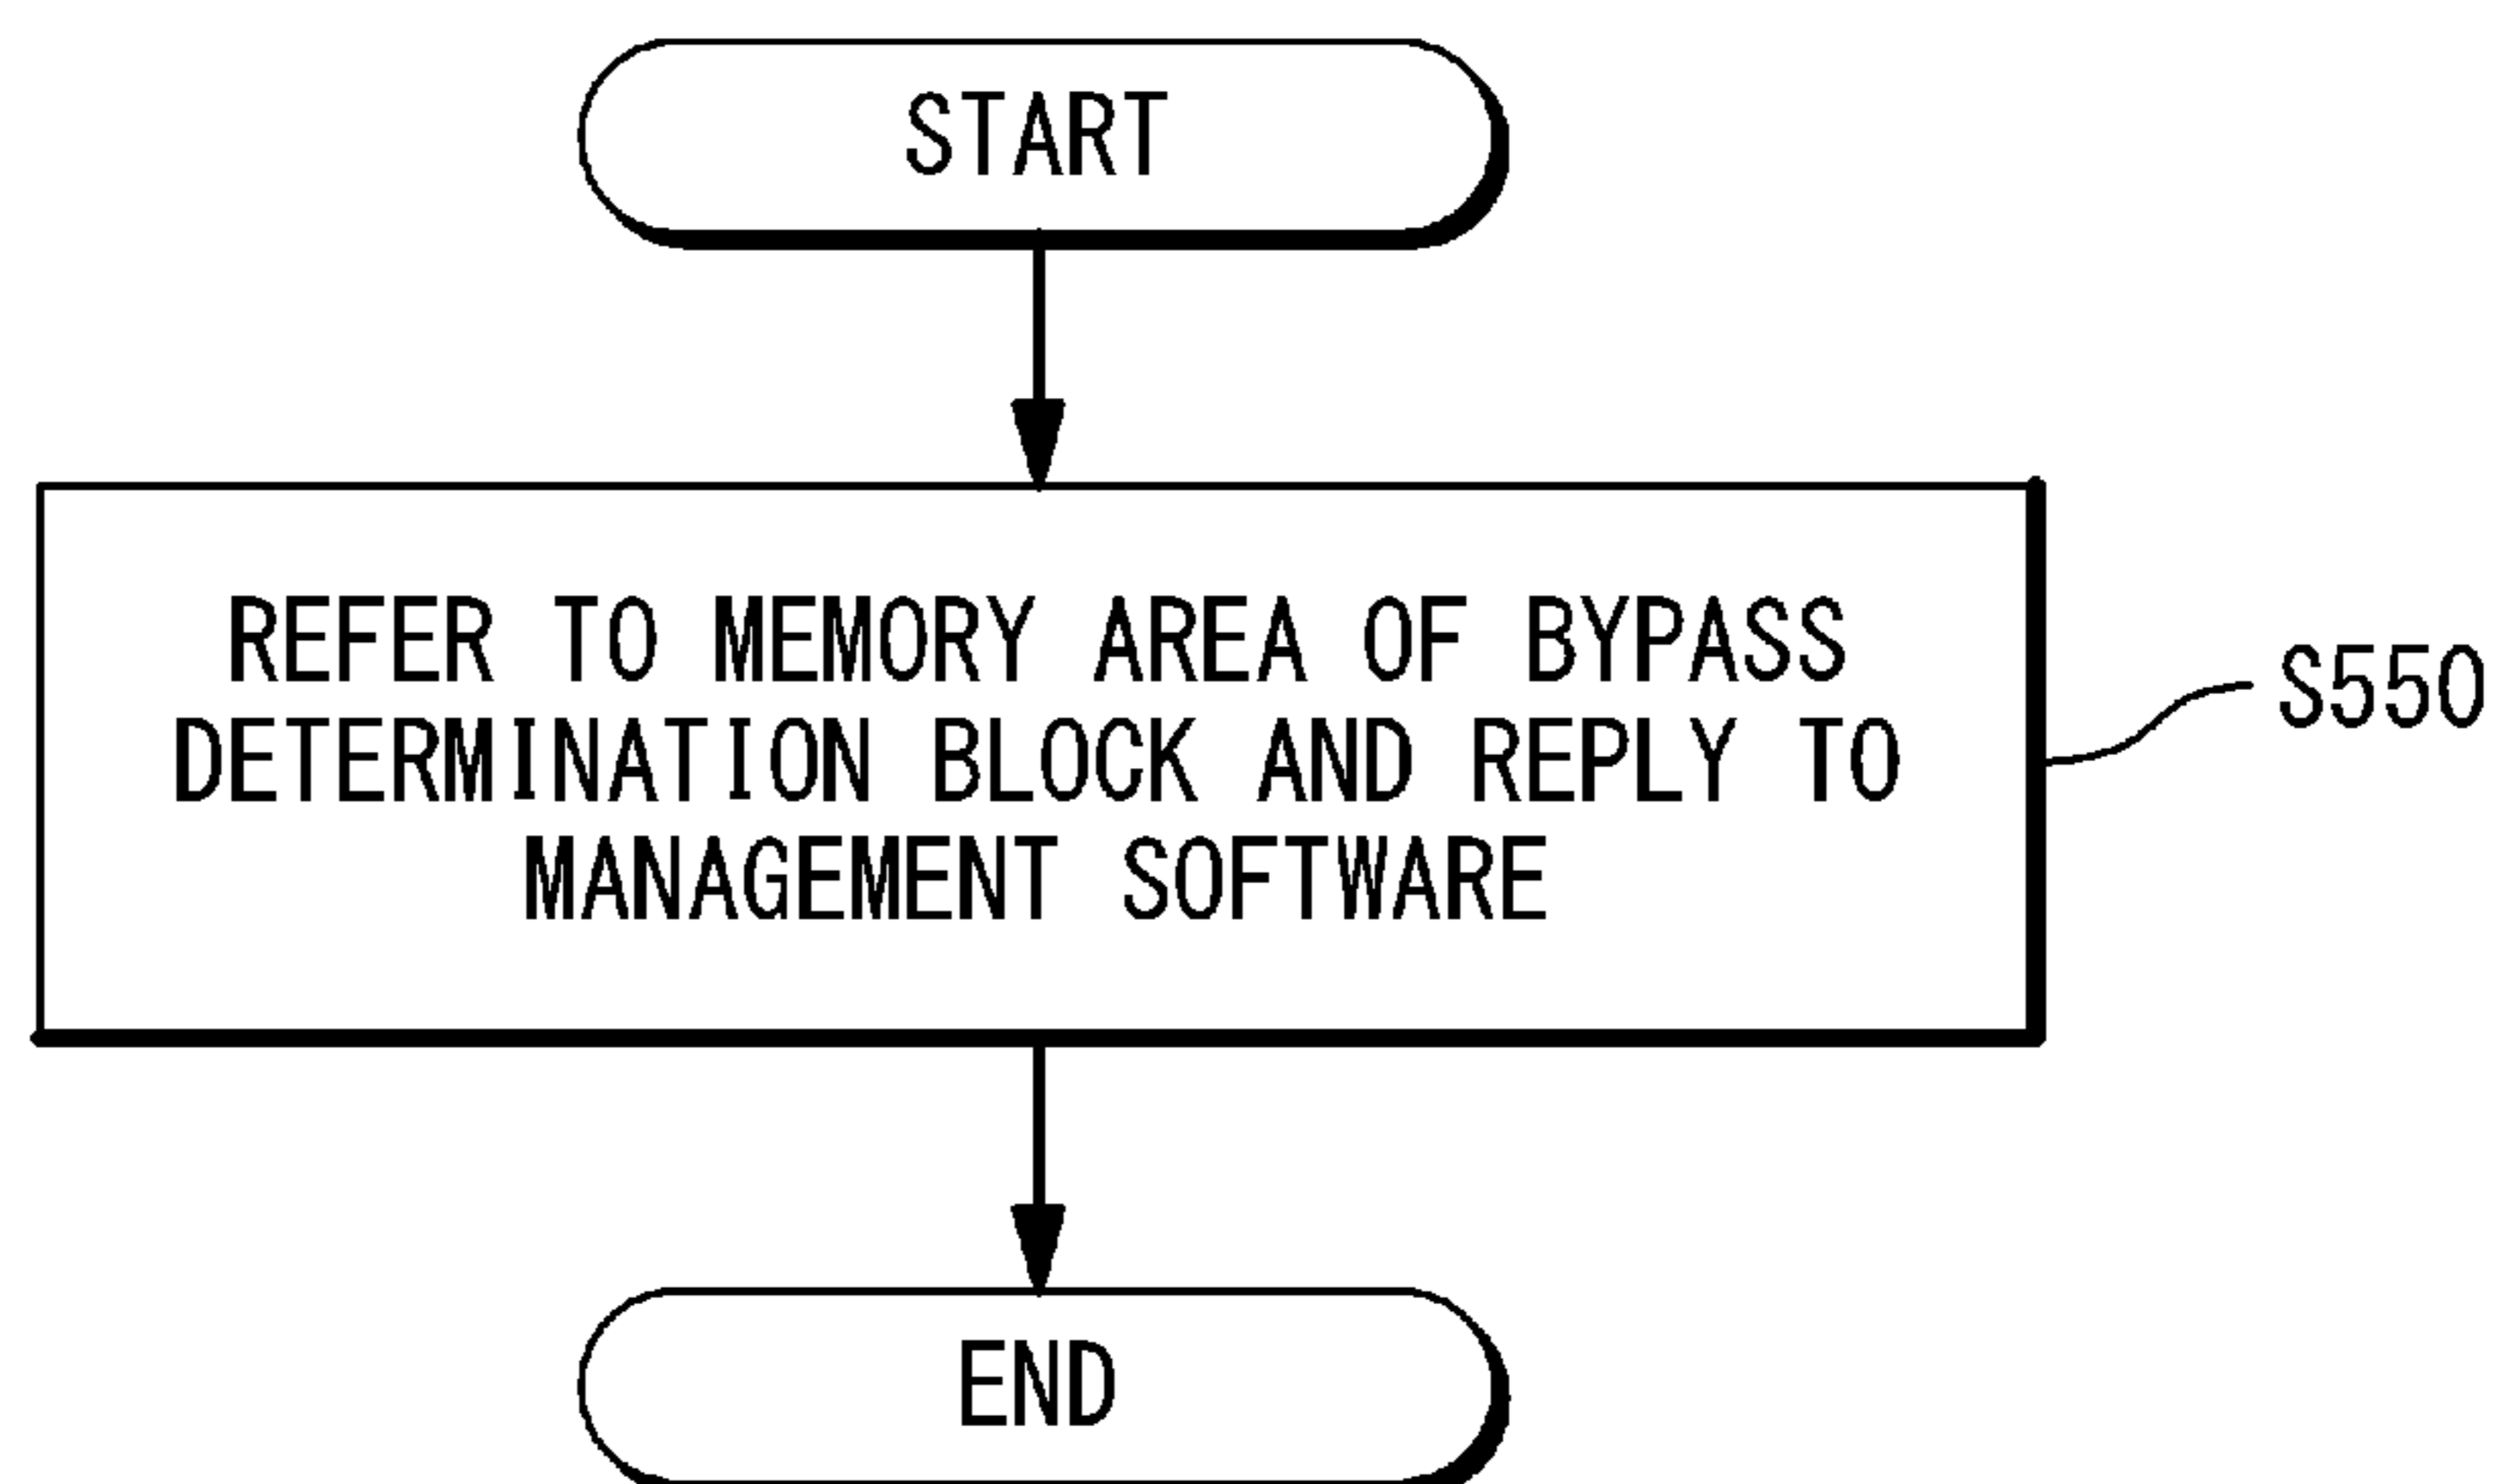 START
REFER TO MEMORY AREA OF BYPASS
DETERMINATION BLOCK AND REPLY TO
MANAGEMENT SOFTWARE
S550
END